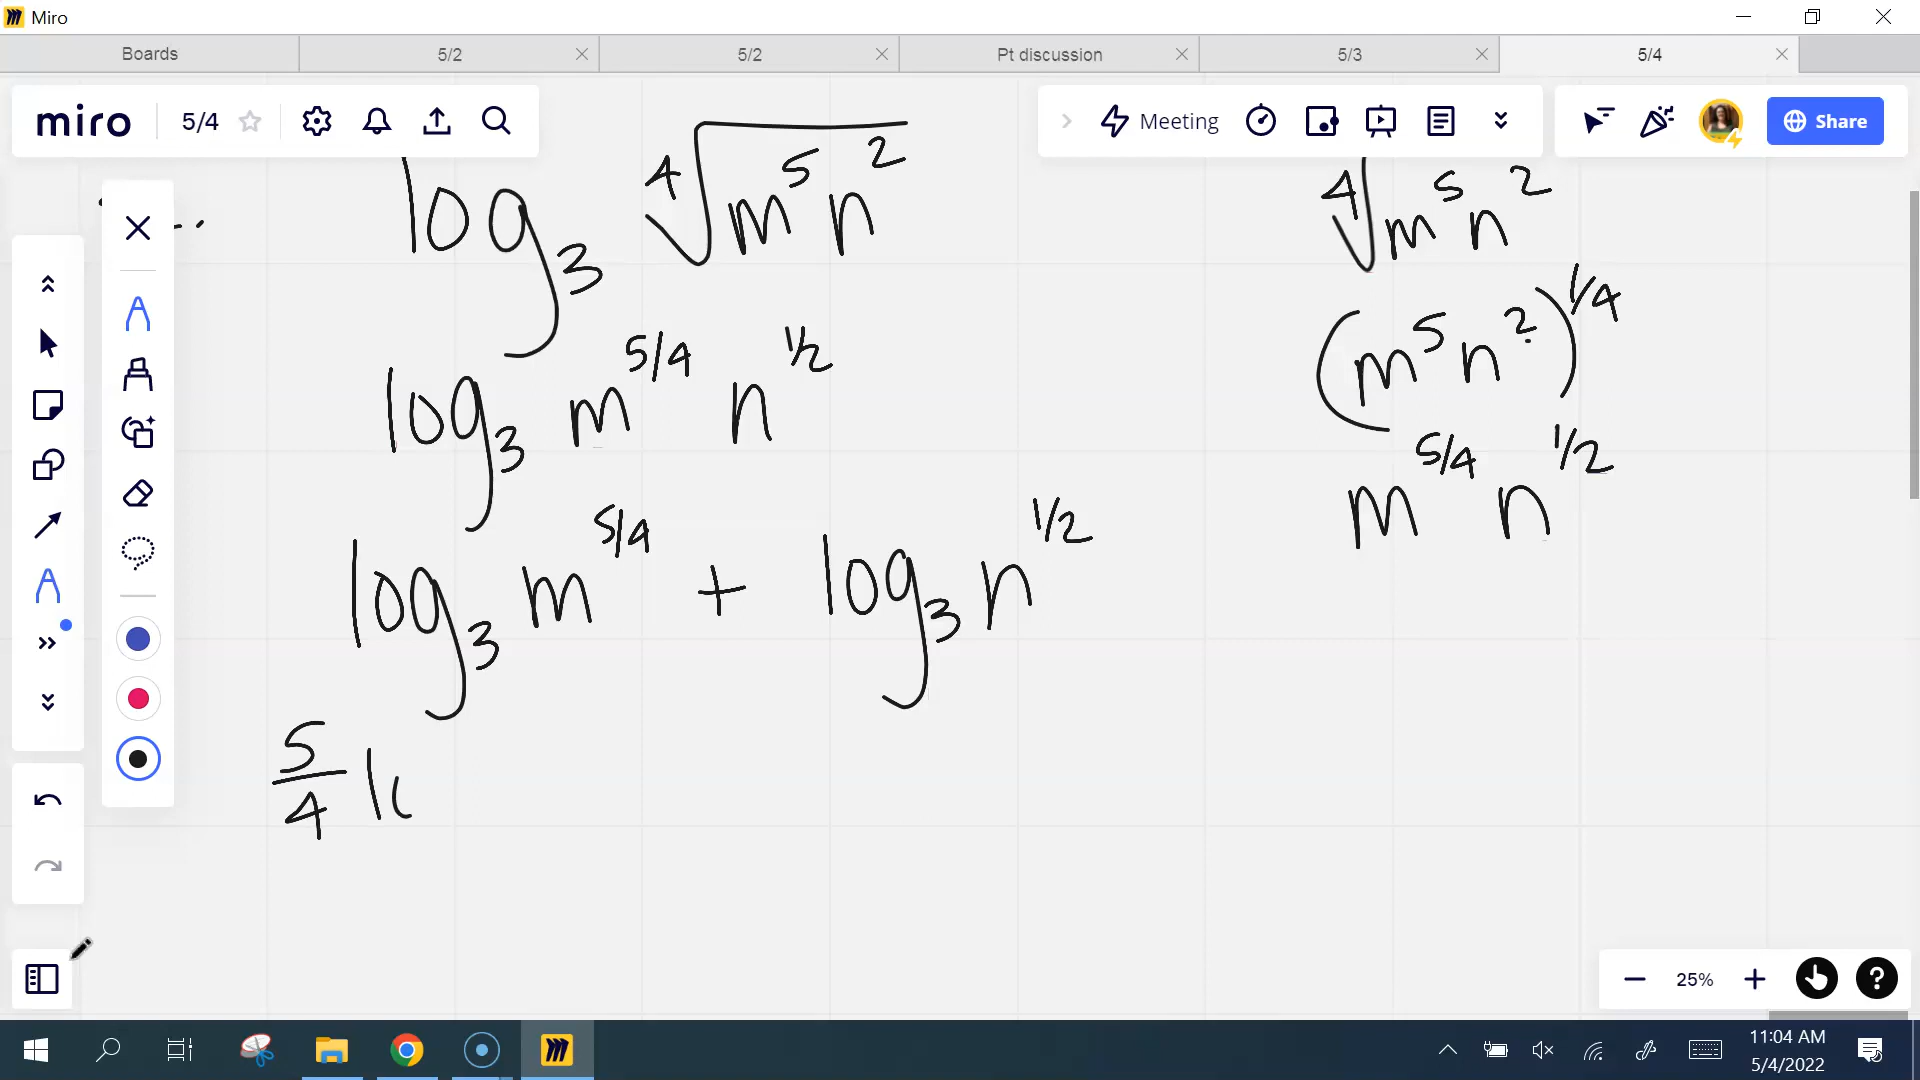 Miro
Boards 5/2 5/2 Pt discussion 5/3 5/4
miro 5/4 Meeting Share
log₃ ⁴√m⁵n²
log₃ m^5/4 n^1/2
log₃ m^5/4 + log₃ n^1/2
5/4 lo
⁴√m⁵n²
(m⁵n²)^1/4
m^5/4 n^1/2
25%
11:04 AM
5/4/2022